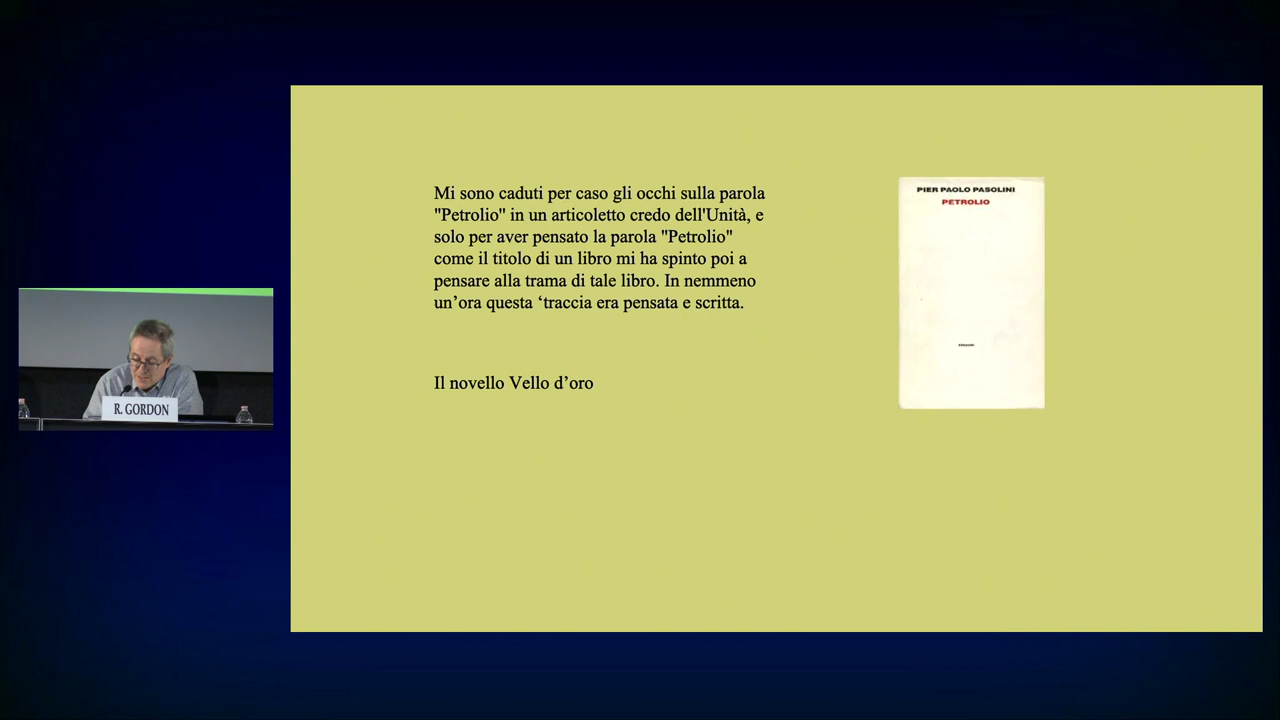 Mi sono caduti per caso gli occhi sulla parola
"Petrolio" in un articoletto credo dell'Unità, e
solo per aver pensato la parola "Petrolio"
come il titolo di un libro mi ha spinto poi a
pensare alla trama di tale libro. In nemmeno
un’ora questa ‘traccia era pensata e scritta.
Il novello Vello d’oro
PIER PAOLO PASOLINI
PETROLIO
EINAUDI
R. GORDON